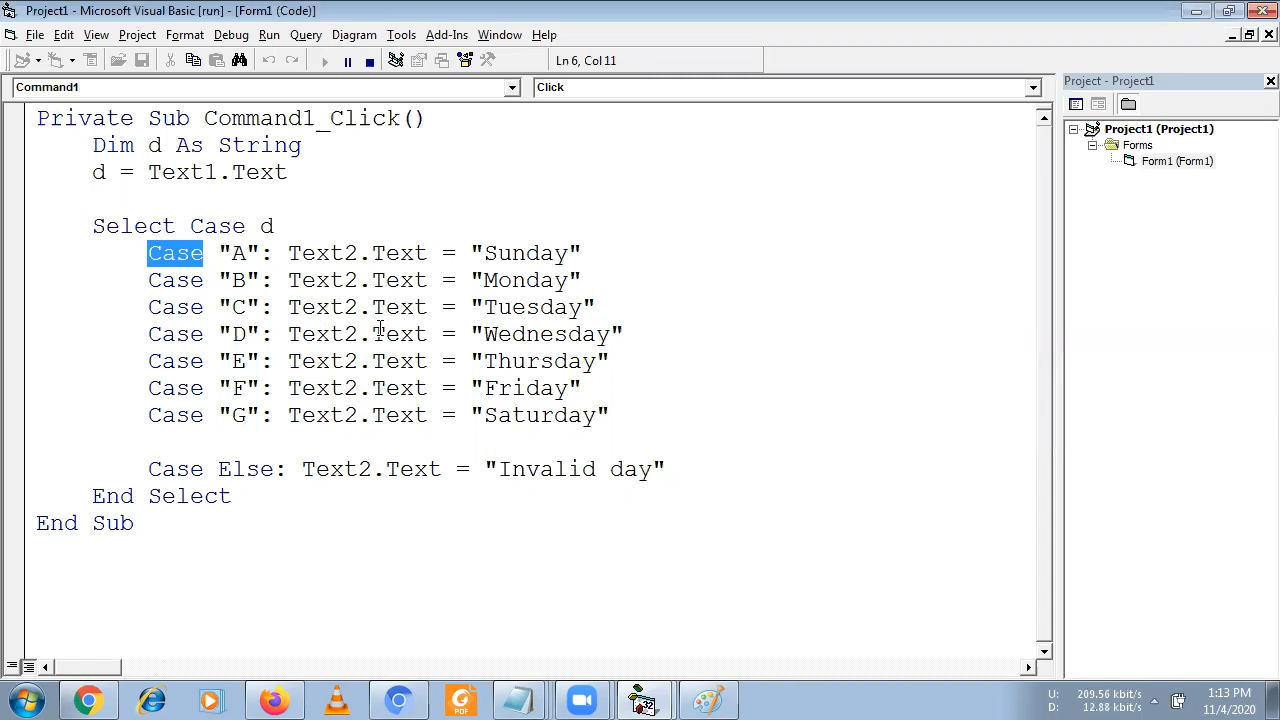 Project1 - Microsoft Visual Basic [run] - [Form1 (Code)]
File Edit View Project Format Debug Run Query Diagram Tools Add-Ins Window Help
Ln 6, Col 11
Command1 Click
Private Sub Command1_Click()
Dim d As String
d = Text1.Text
Select Case d
Case "A": Text2.Text = "Sunday"
Case "B": Text2.Text = "Monday"
Case "C": Text2.Text = "Tuesday"
Case "D": Text2.Text = "Wednesday"
Case "E": Text2.Text = "Thursday"
Case "F": Text2.Text = "Friday"
Case "G": Text2.Text = "Saturday"
Case Else: Text2.Text = "Invalid day"
End Select
End Sub
Project - Project1
Project1 (Project1)
Forms
Form1 (Form1)
PDF
32
U: 209.56 kbit/s
D: 12.88 kbit/s
1:13 PM
11/4/2020